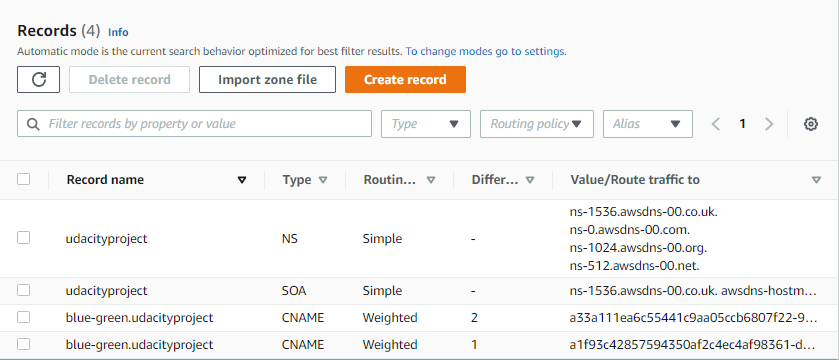 Records (4) Info
Automatic mode is the current search behavior optimized for best filter results. To change modes go to settings.
Delete record Import zone file Create record
Filter records by property or value Type Routing policy Alias 1
Record name Type Routin... Differ... Value/Route traffic to
ns-1536.awsdns-00.co.uk.
ns-0.awsdns-00.com.
udacityproject NS Simple -
ns-1024.awsdns-00.org.
ns-512.awsdns-00.net.
udacityproject SOA Simple - ns-1536.awsdns-00.co.uk. awsdns-hostm...
blue-green.udacityproject CNAME Weighted 2 a33a111ea6c55441c9aa05ccb6807f22-9...
blue-green.udacityproject CNAME Weighted 1 a1f93c42857594350af2c4ec4af98361-d...